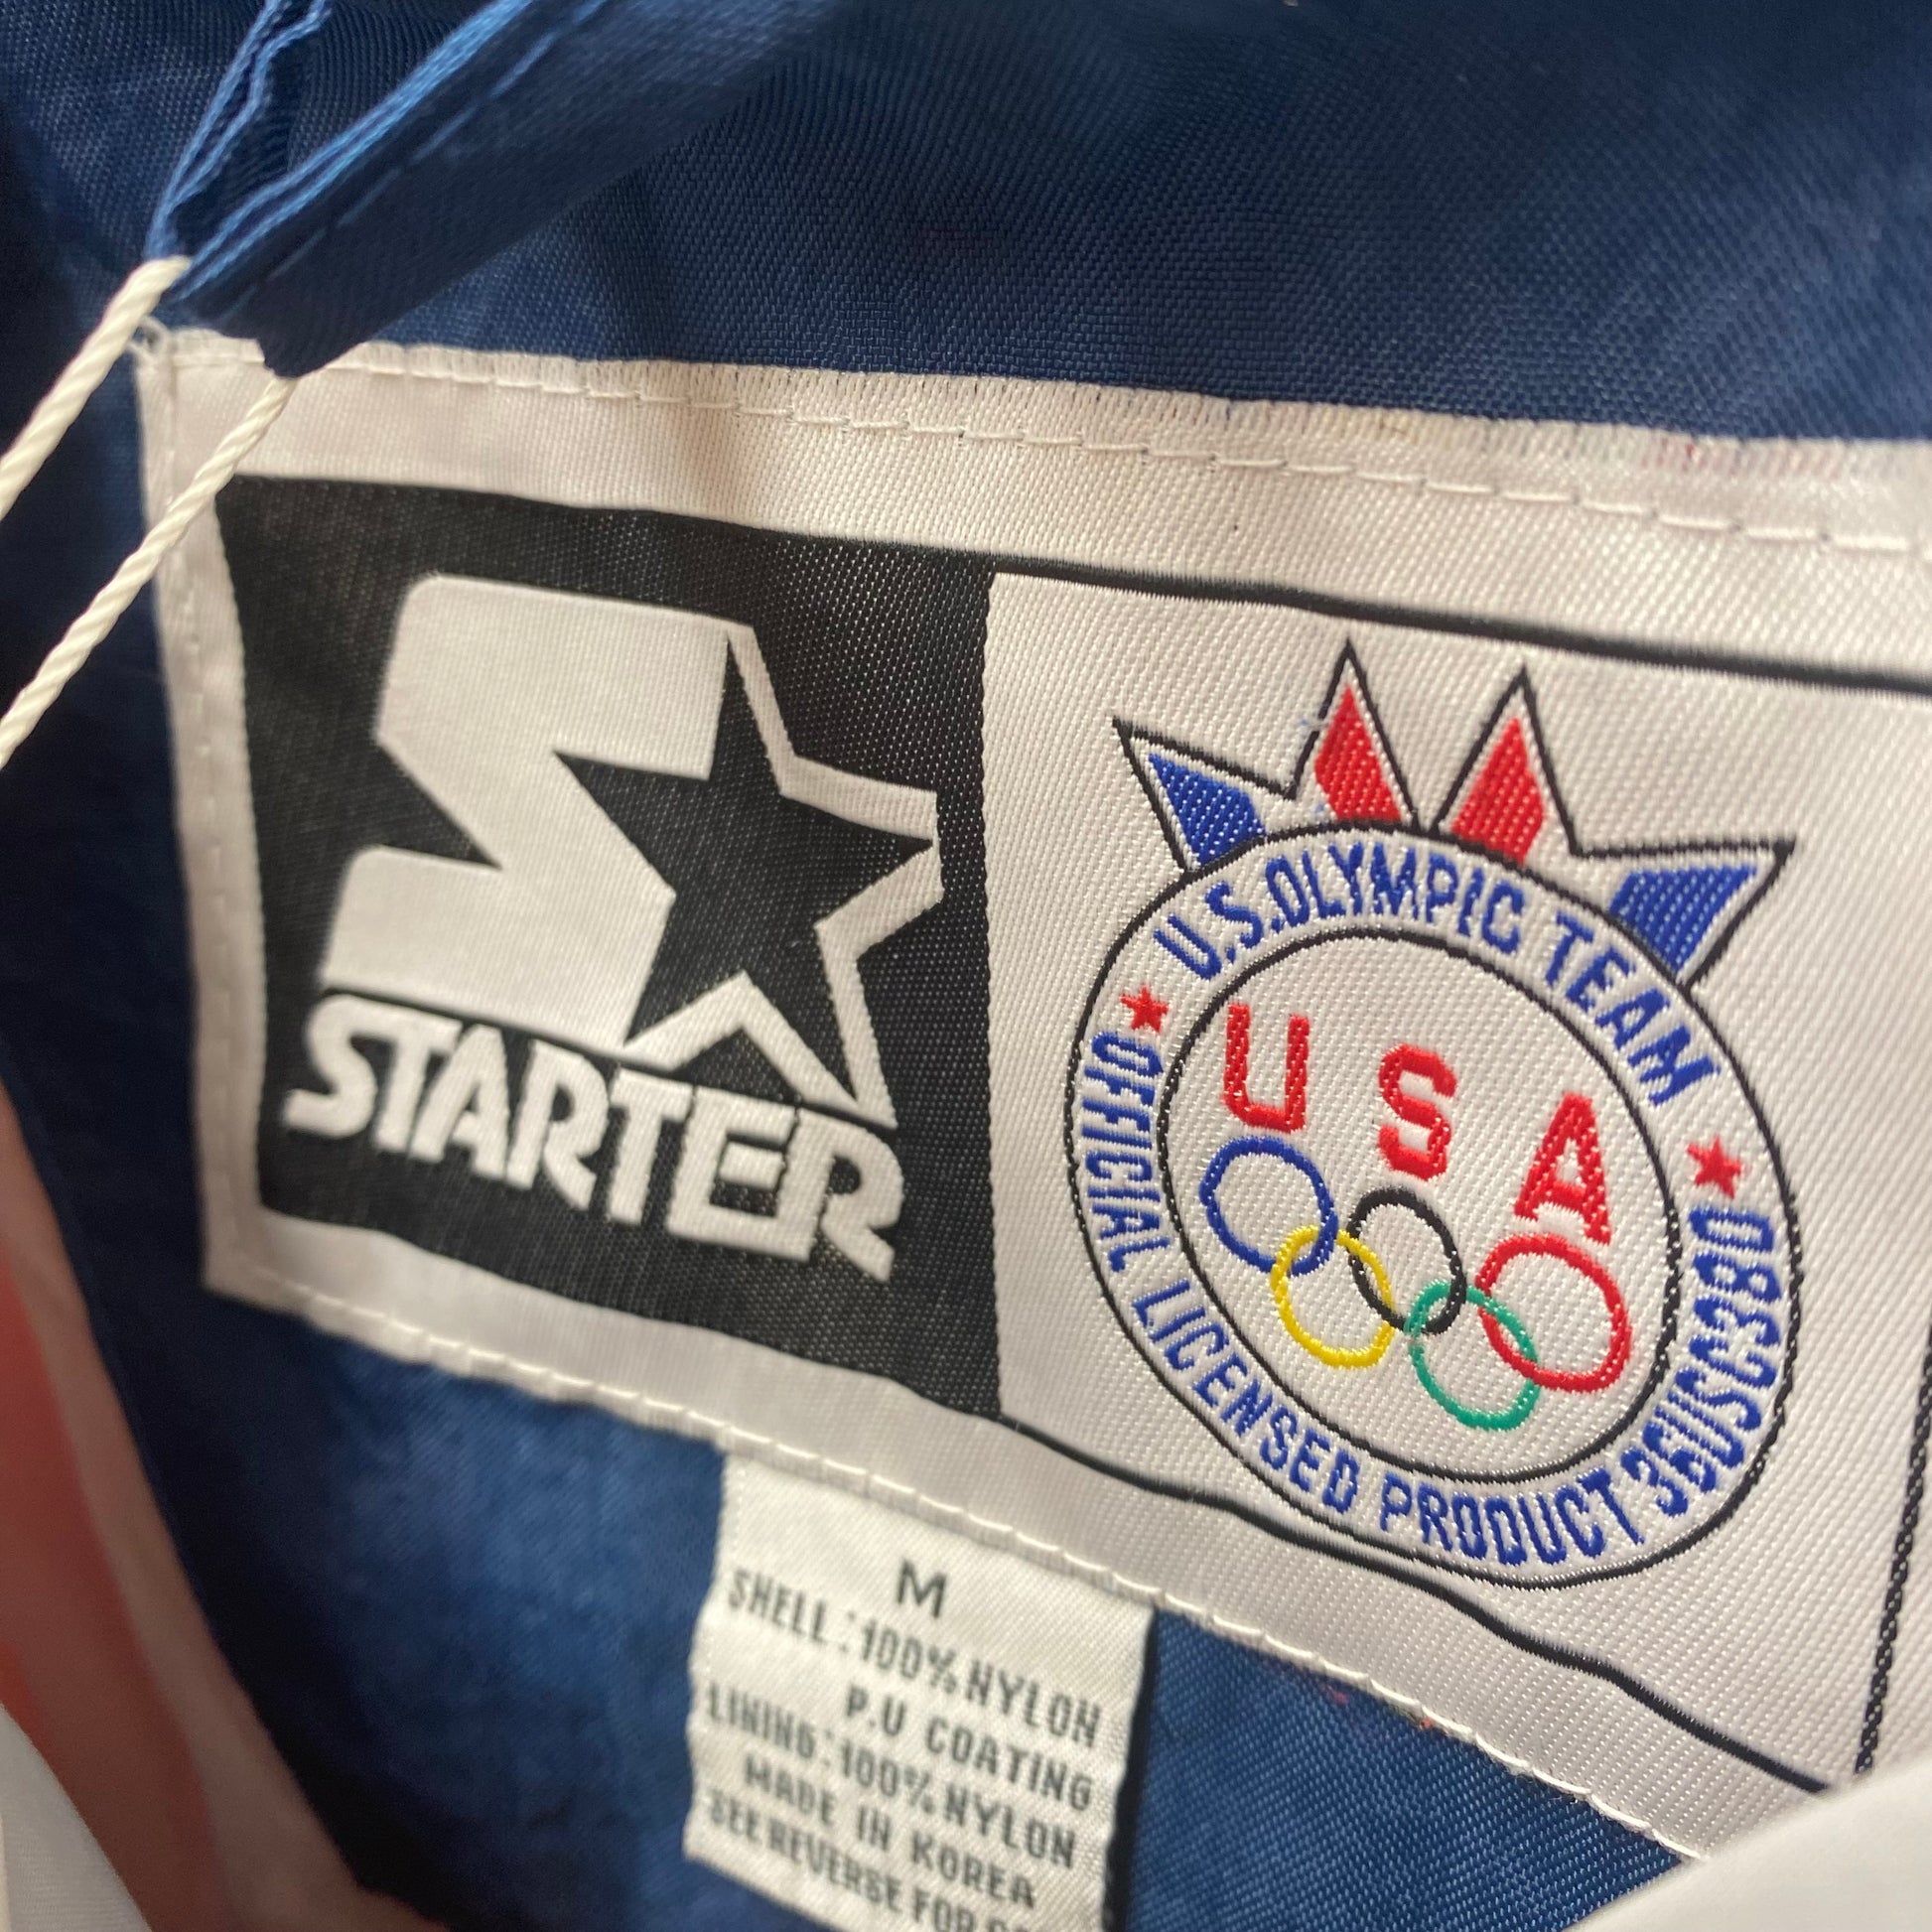 STARTER
U.S.OLYMPIC TEAM
USA
OFFICIAL LICENSED PRODUCT 36USC380
M
SHELL:100% NYLON
P.U COATING
LINING:100% NYLON
MADE IN KOREA
SEE REVERSE FOR